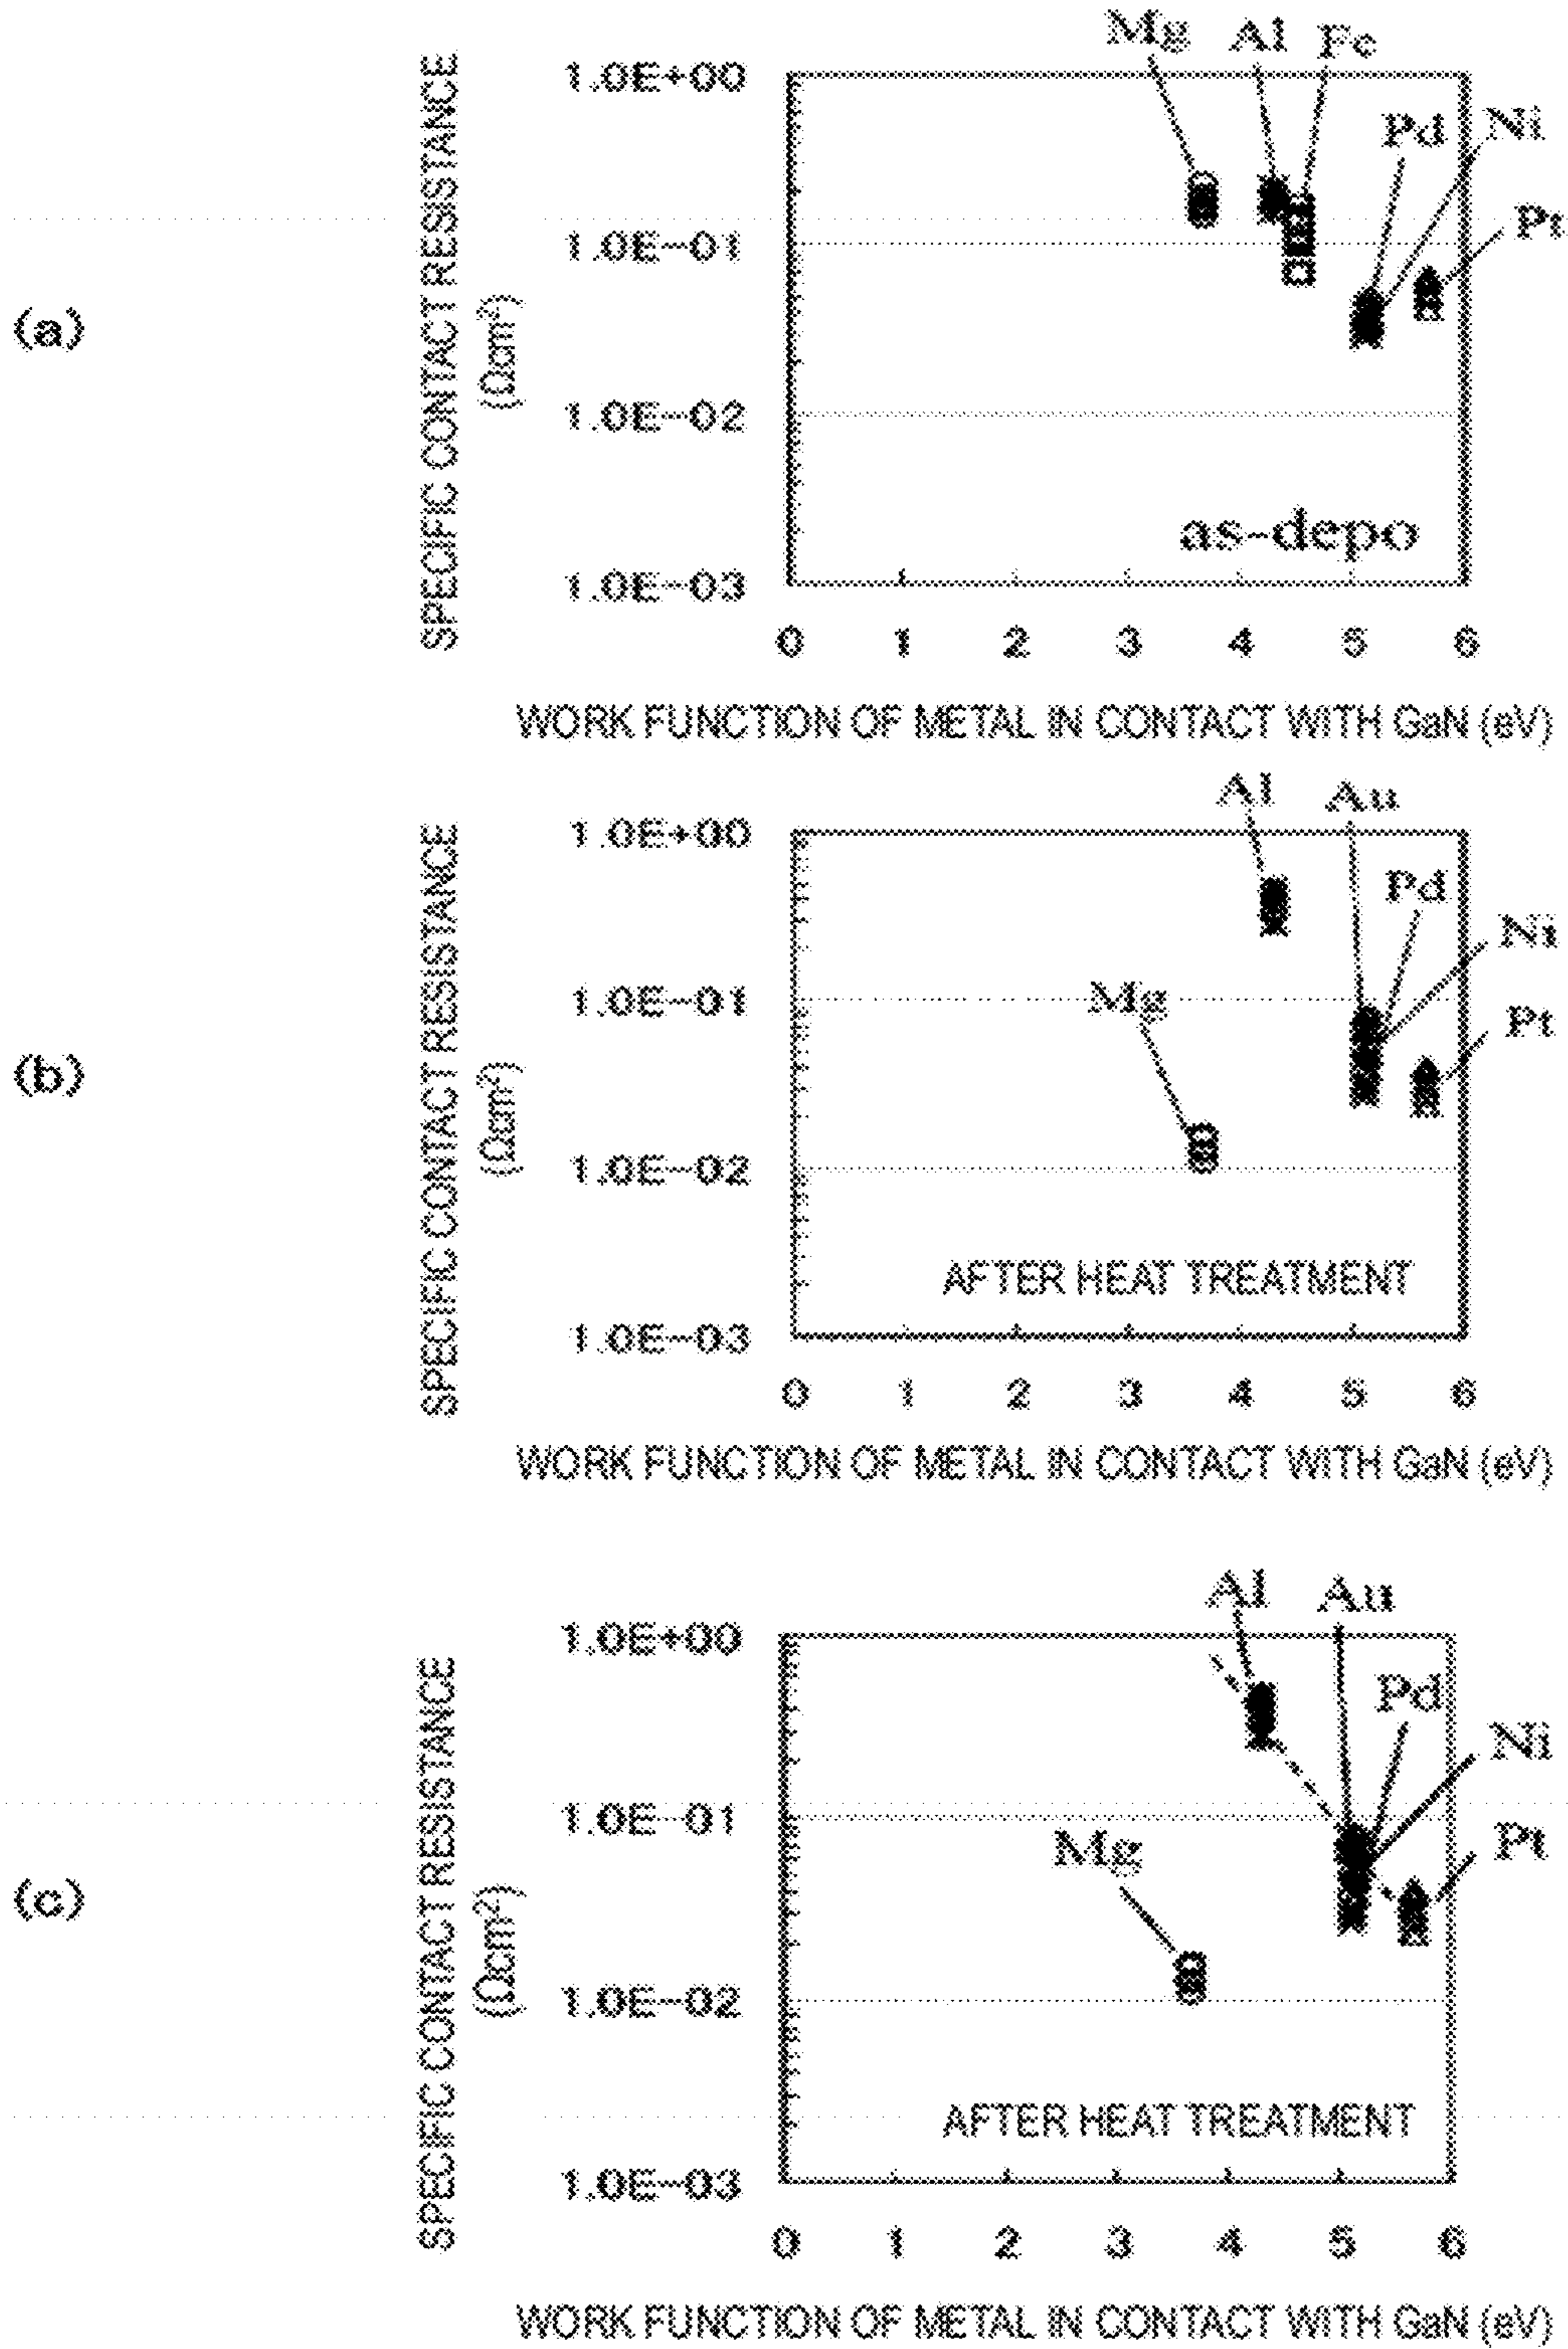 Mg Al Fe
1.0E+00
Pd Ni
Pt
1.0E-01
(a)
SPECIFIC CONTACT RESISTANCE
(Ωcm²)
1.0E-02
as-depo
1.0E-03
0 1 2 3 4 5 6
WORK FUNCTION OF METAL IN CONTACT WITH GaN (eV)
Al Au
1.0E+00
Pd
Ni
1.0E-01
Mg
Pt
(b)
SPECIFIC CONTACT RESISTANCE
(Ωcm²)
1.0E-02
AFTER HEAT TREATMENT
1.0E-03
0 1 2 3 4 5 6
WORK FUNCTION OF METAL IN CONTACT WITH GaN (eV)
Al Au
1.0E+00
Pd
Ni
1.0E-01
Mg
Pt
(c)
SPECIFIC CONTACT RESISTANCE
(Ωcm²)
1.0E-02
AFTER HEAT TREATMENT
1.0E-03
0 1 2 3 4 5 6
WORK FUNCTION OF METAL IN CONTACT WITH GaN (eV)